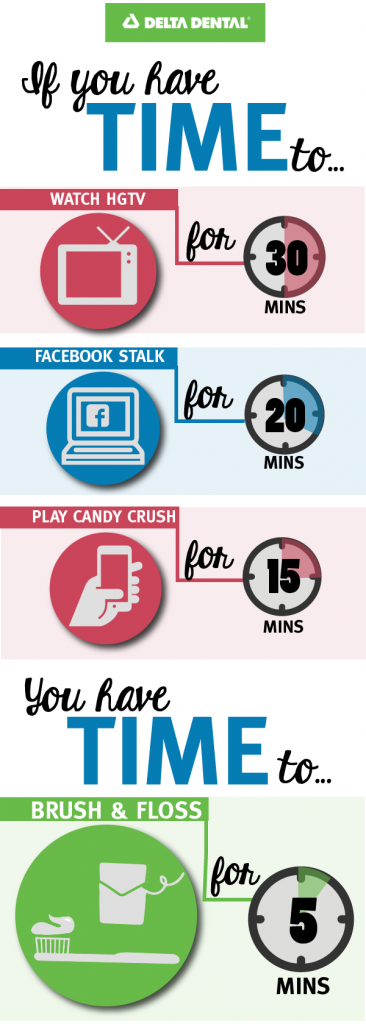 DELTA DENTAL®
If you have
TIME to...
WATCH HGTV
for 30
MINS
FACEBOOK STALK
for 20
f
MINS
PLAY CANDY CRUSH
for 15
MINS
You have
TIME to...
BRUSH & FLOSS
for 5
MINS